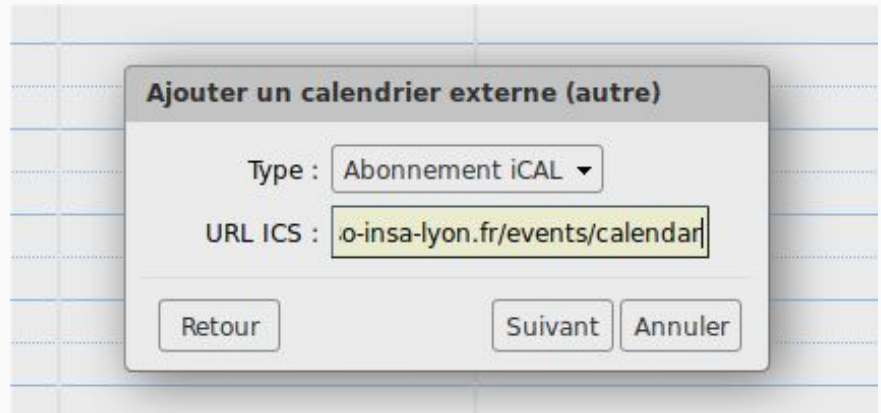 Ajouter un calendrier externe (autre)
Type : Abonnement iCAL
URL ICS : o-insa-lyon.fr/events/calendar
Retour Suivant Annuler